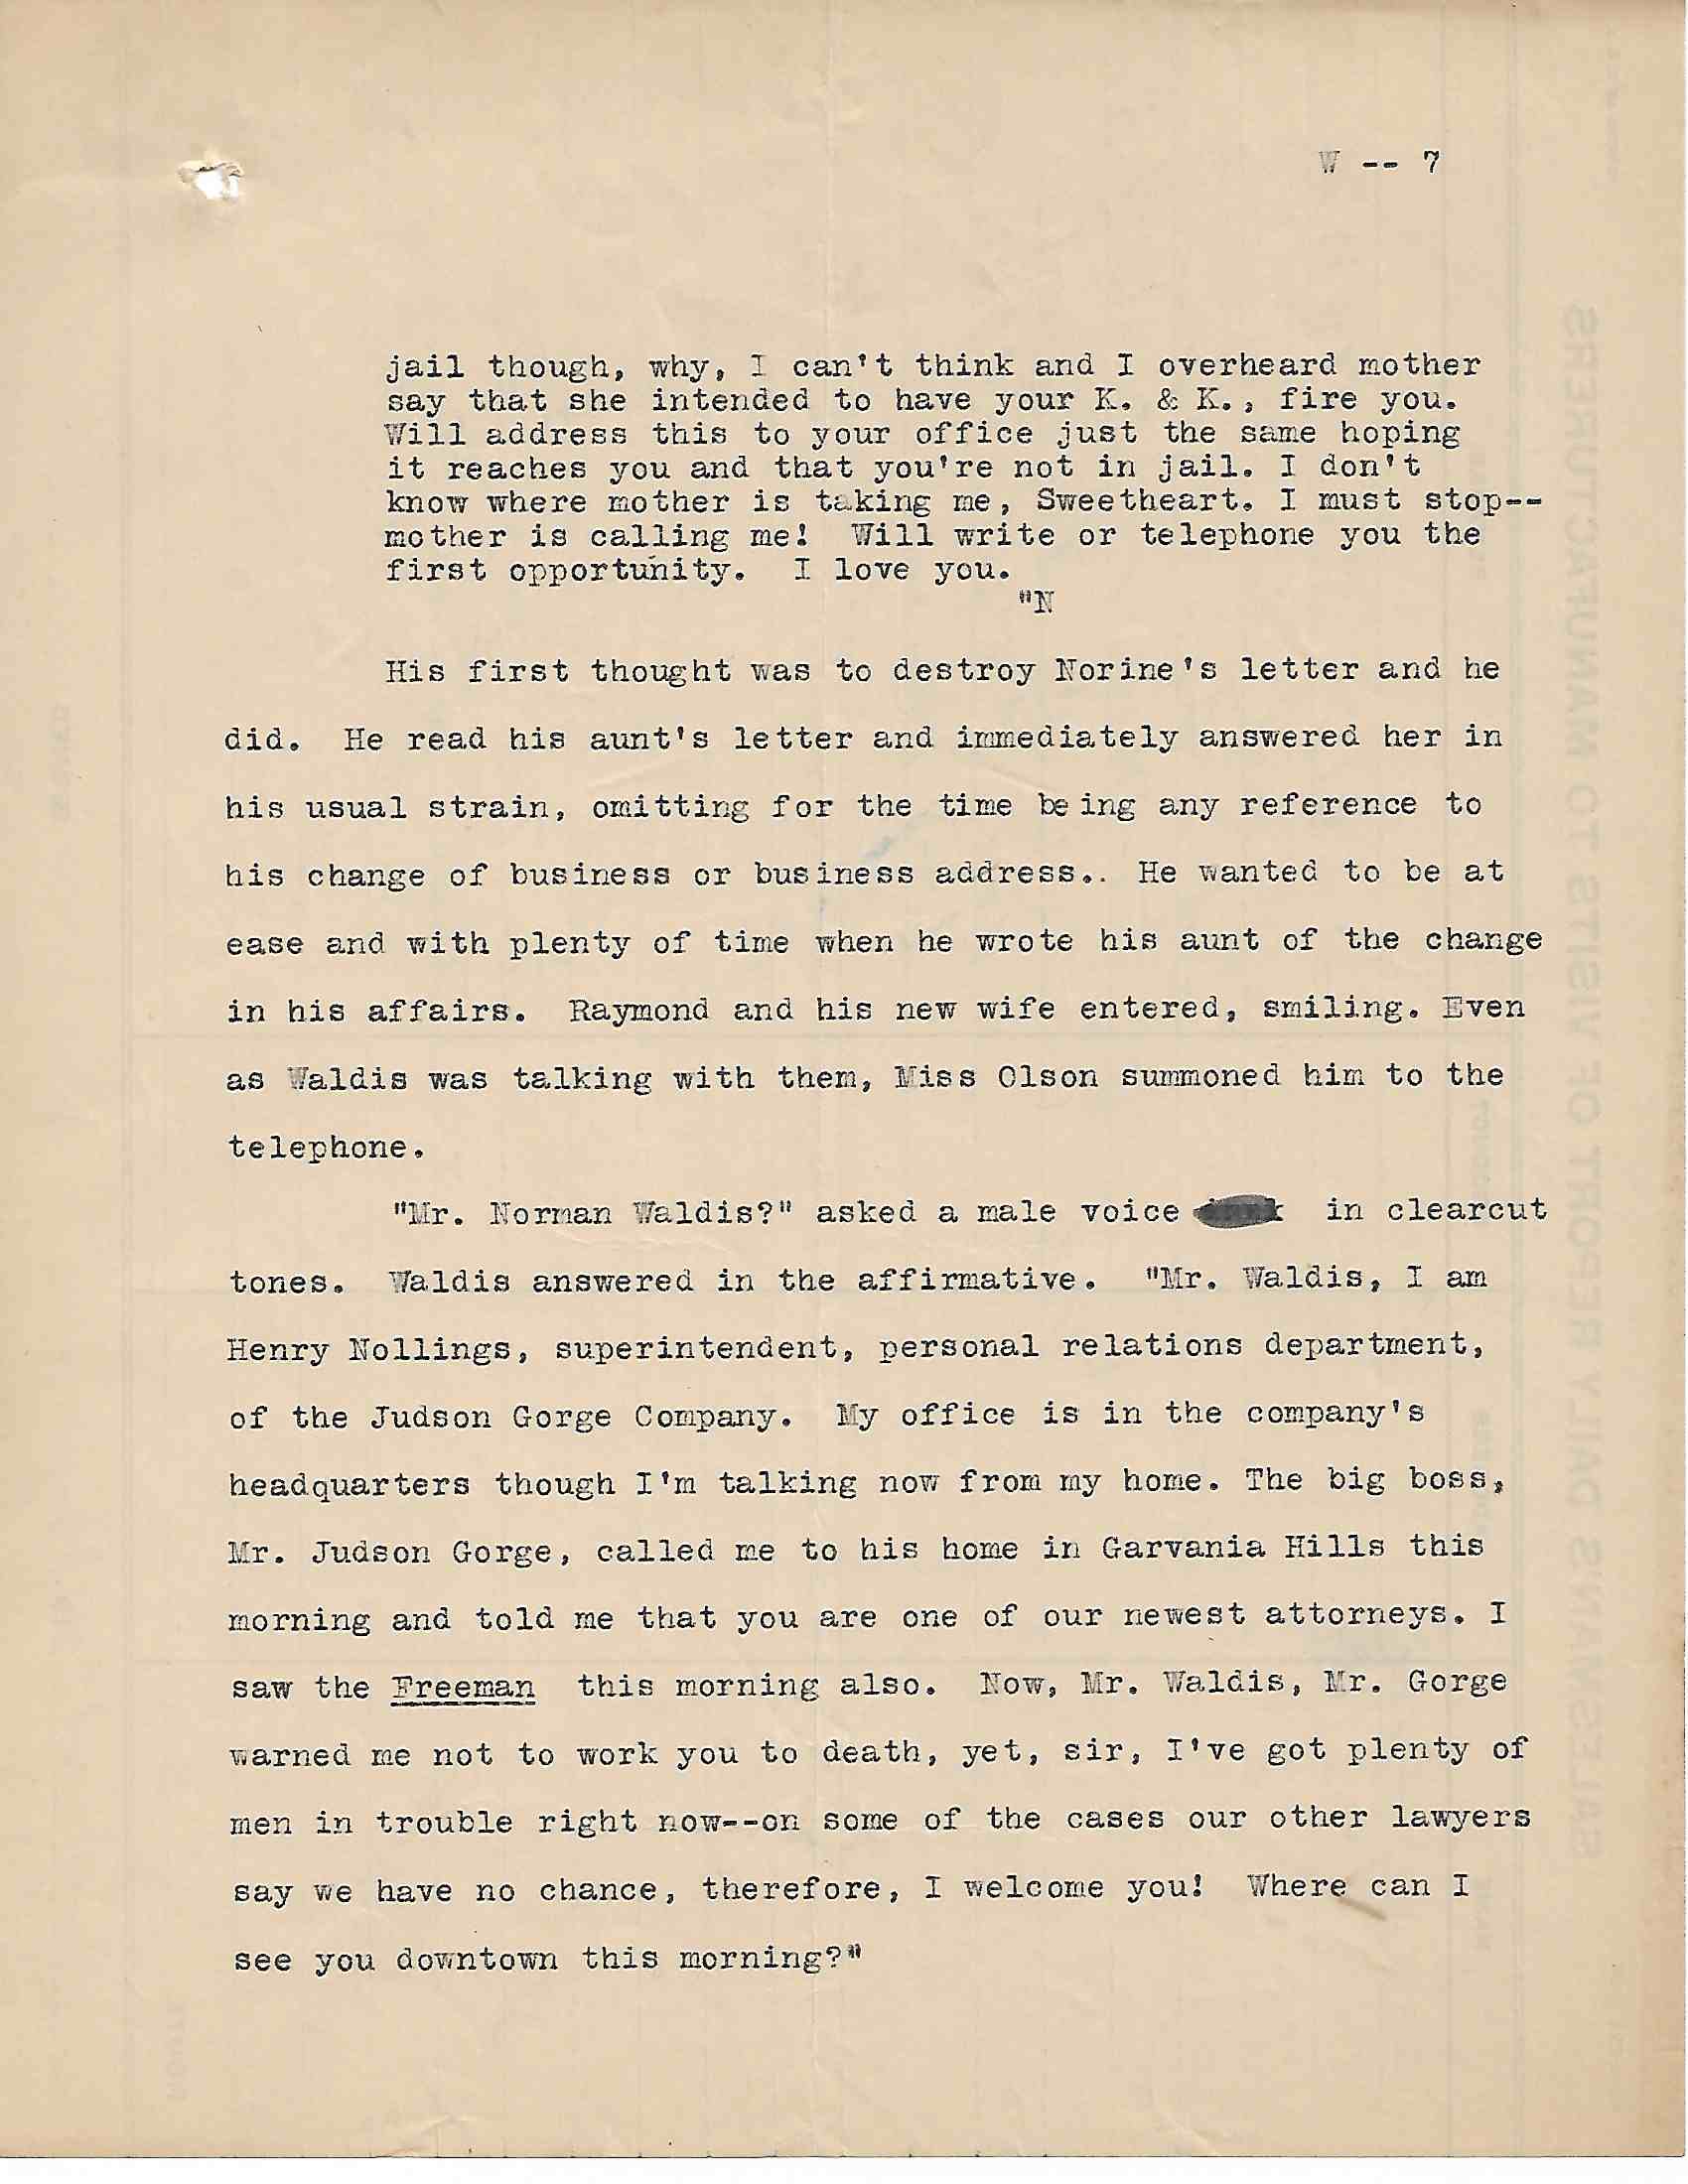 W -- 7
jail though, why, I can't think and I overheard mother
say that she intended to have your K. & K., fire you.
Will address this to your office just the same hoping
it reaches you and that you're not in jail. I don't
know where mother is taking me, Sweetheart. I must stop--
mother is calling me!  Will write or telephone you the
first opportunity.  I love you.
"N
His first thought was to destroy Norine's letter and he
did.  He read his aunt's letter and immediately answered her in
his usual strain, omitting for the time being any reference to
his change of business or business address.. He wanted to be at
ease and with plenty of time when he wrote his aunt of the change
in his affairs.  Raymond and his new wife entered, smiling. Even
as Waldis was talking with them, Miss Olson summoned him to the
telephone.
"Mr. Norman Waldis?" asked a male voice in clearcut
tones.  Waldis answered in the affirmative.  "Mr. Waldis, I am
Henry Nollings, superintendent, personal relations department,
of the Judson Gorge Company.  My office is in the company's
headquarters though I'm talking now from my home. The big boss,
Mr. Judson Gorge, called me to his home in Garvania Hills this
morning and told me that you are one of our newest attorneys. I
saw the Freeman  this morning also.  Now, Mr. Waldis, Mr. Gorge
warned me not to work you to death, yet, sir, I've got plenty of
men in trouble right now--on some of the cases our other lawyers
say we have no chance, therefore, I welcome you!  Where can I
see you downtown this morning?"
SALESMAN'S DAILY REPORT OF VISITS TO MANUFACTURERS